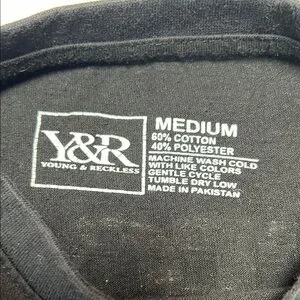 Y&R
YOUNG & RECKLESS
MEDIUM
60% COTTON
40% POLYESTER
MACHINE WASH COLD
WITH LIKE COLORS
GENTLE CYCLE
TUMBLE DRY LOW
MADE IN PAKISTAN